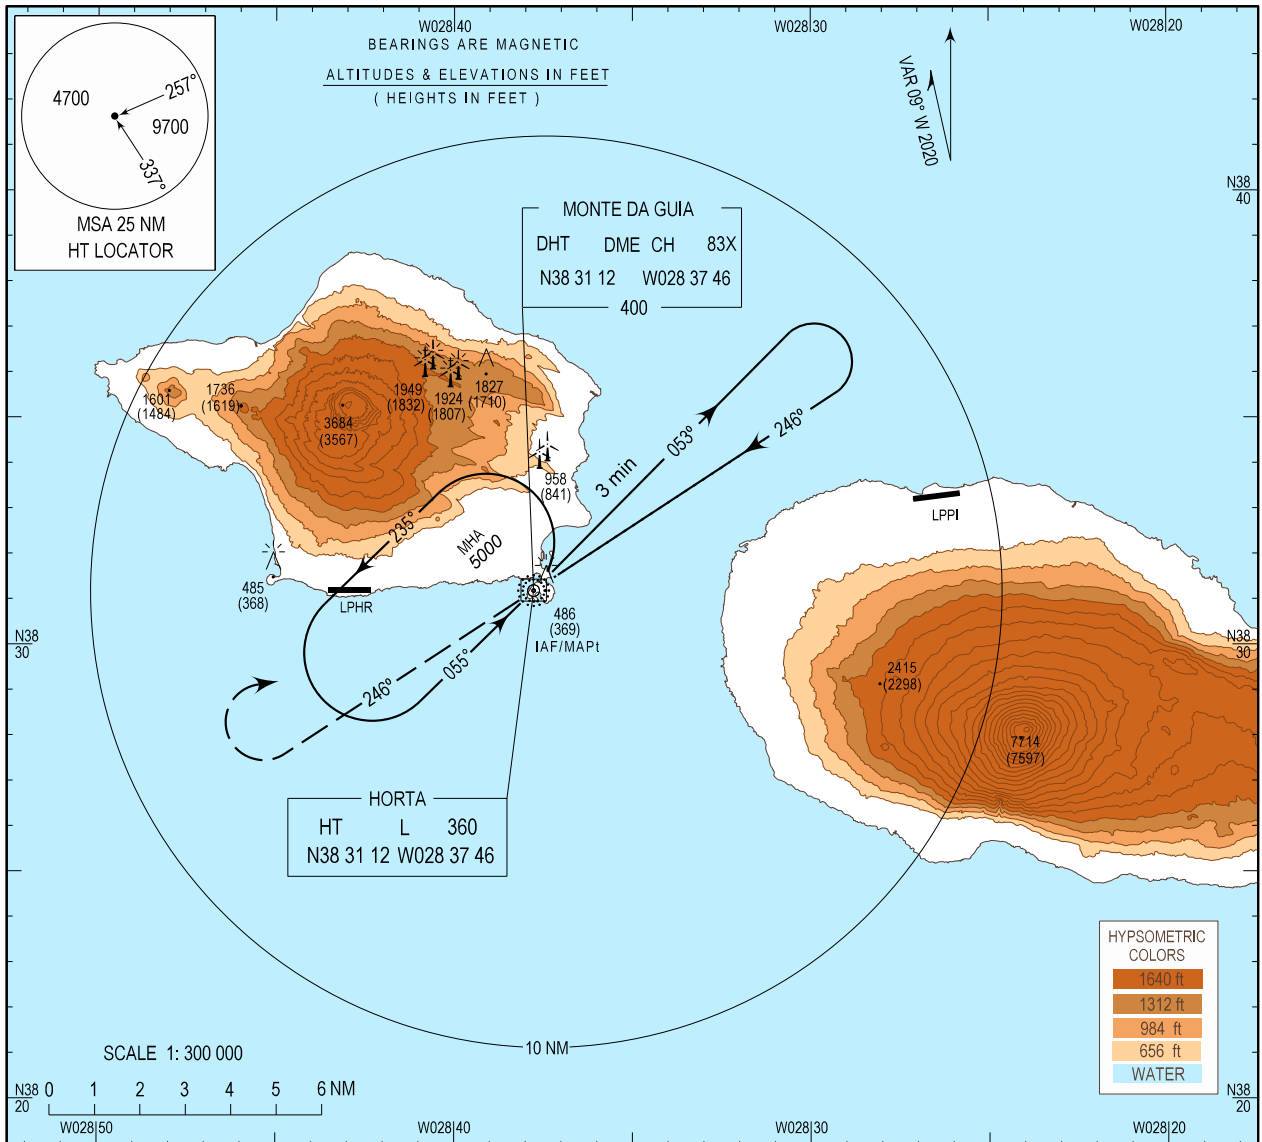 W028 40
W028 30
W028 20
BEARINGS ARE MAGNETIC
ALTITUDES & ELEVATIONS IN FEET
( HEIGHTS IN FEET )
4700
257°
9700
337°
MSA 25 NM
HT LOCATOR
VAR 09° W 2020
N38
40
MONTE DA GUIA
DHT DME CH 83X
N38 31 12 W028 37 46
400
1601
(1484)
1736
(1619)
3684
(3567)
1949
(1832)
1924
(1807)
1827
(1710)
958
(841)
3 min
053°
246°
235°
MHA
5000
LPPI
485
(368)
LPHR
486
(369)
IAF/MAPt
N38
30
N38
30
246°
055°
2415
(2298)
7714
(7597)
HORTA
HT L 360
N38 31 12 W028 37 46
HYPSOMETRIC
COLORS
1640 ft
1312 ft
984 ft
656 ft
WATER
10 NM
SCALE 1: 300 000
0 1 2 3 4 5 6 NM
N38
20
N38
20
W028 50
W028 40
W028 30
W028 20